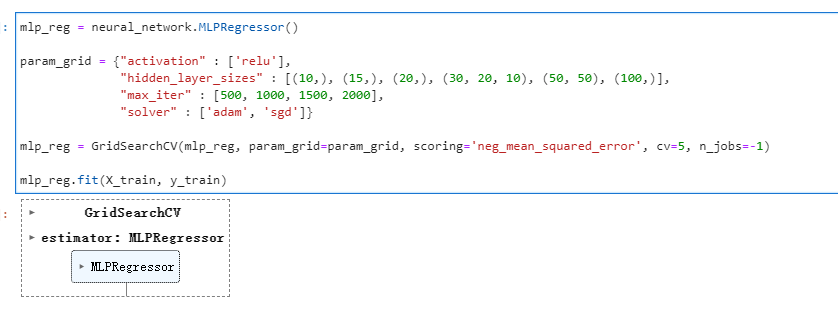 : mlp_reg = neural_network.MLPRegressor()
param_grid = {"activation" : ['relu'],
"hidden_layer_sizes" : [(10,), (15,), (20,), (30, 20, 10), (50, 50), (100,)],
"max_iter" : [500, 1000, 1500, 2000],
"solver" : ['adam', 'sgd']}
mlp_reg = GridSearchCV(mlp_reg, param_grid=param_grid, scoring='neg_mean_squared_error', cv=5, n_jobs=-1)
mlp_reg.fit(X_train, y_train)
: ▸ GridSearchCV
▸ estimator: MLPRegressor
▸ MLPRegressor